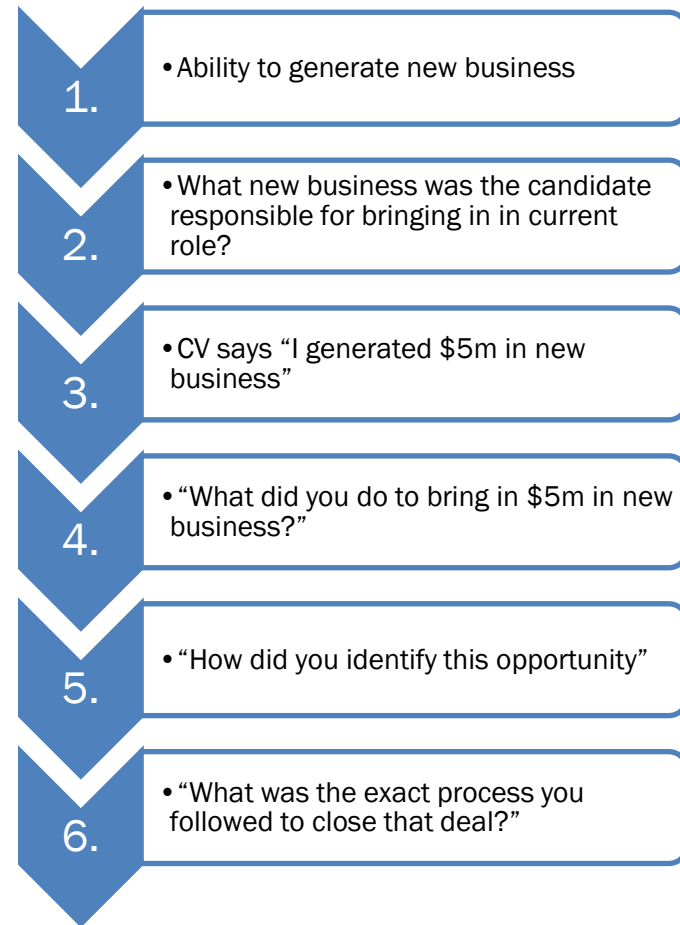 1.
•Ability to generate new business
2.
•What new business was the candidate
responsible for bringing in in current
role?
3.
•CV says “I generated $5m in new
business”
4.
•“What did you do to bring in $5m in new
business?”
5.
•“How did you identify this opportunity”
6.
•“What was the exact process you
followed to close that deal?”